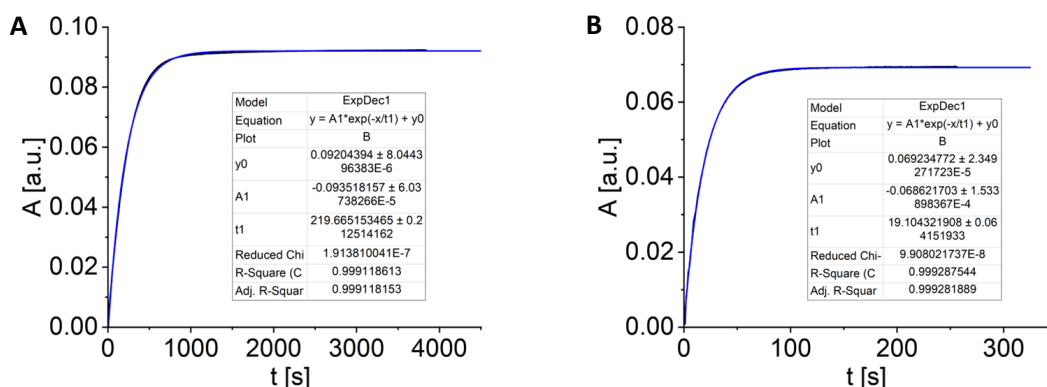 A
A [a.u.]
0.10
0.08
0.06
0.04
0.02
0.00
0
1000
2000
3000
4000
t [s]
Model ExpDec1
Equation y = A1*exp(-x/t1) + y0
Plot B
y0 0.09204394 ± 8.0443
96383E-6
A1 -0.093518157 ± 6.03
738266E-5
t1 219.665153465 ± 0.2
12514162
Reduced Chi 1.913810041E-7
R-Square (C 0.999118613
Adj. R-Squar 0.999118153
B
A [a.u.]
0.08
0.06
0.04
0.02
0.00
0
100
200
300
t [s]
Model ExpDec1
Equation y = A1*exp(-x/t1) + y0
Plot B
y0 0.069234772 ± 2.349
271723E-5
A1 -0.068621703 ± 1.533
898367E-4
t1 19.104321908 ± 0.06
4151933
Reduced Chi- 9.908021737E-8
R-Square (C 0.999287544
Adj. R-Squar 0.999281889